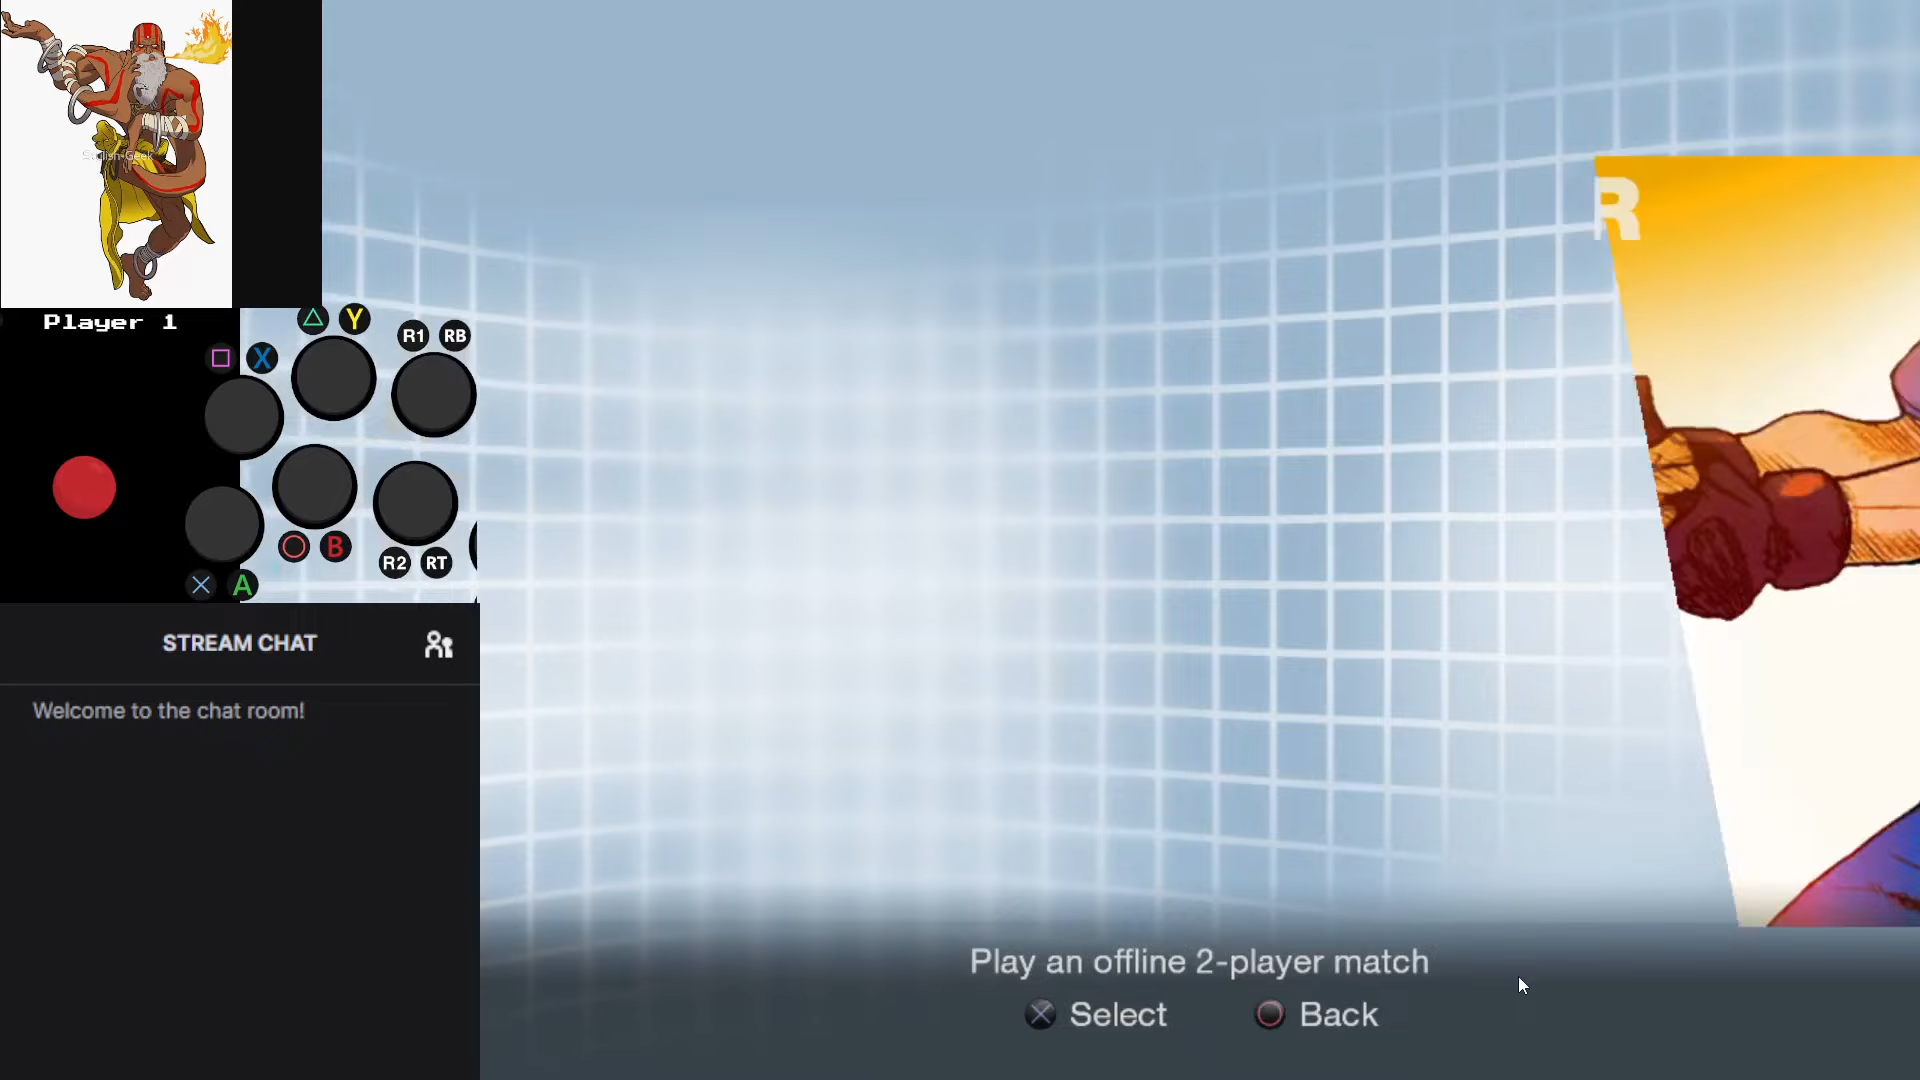 Player 1
Y
R1 RB
X
B
R2 RT
A
STREAM CHAT
Welcome to the chat room!
R
Play an offline 2-player match
Select Back